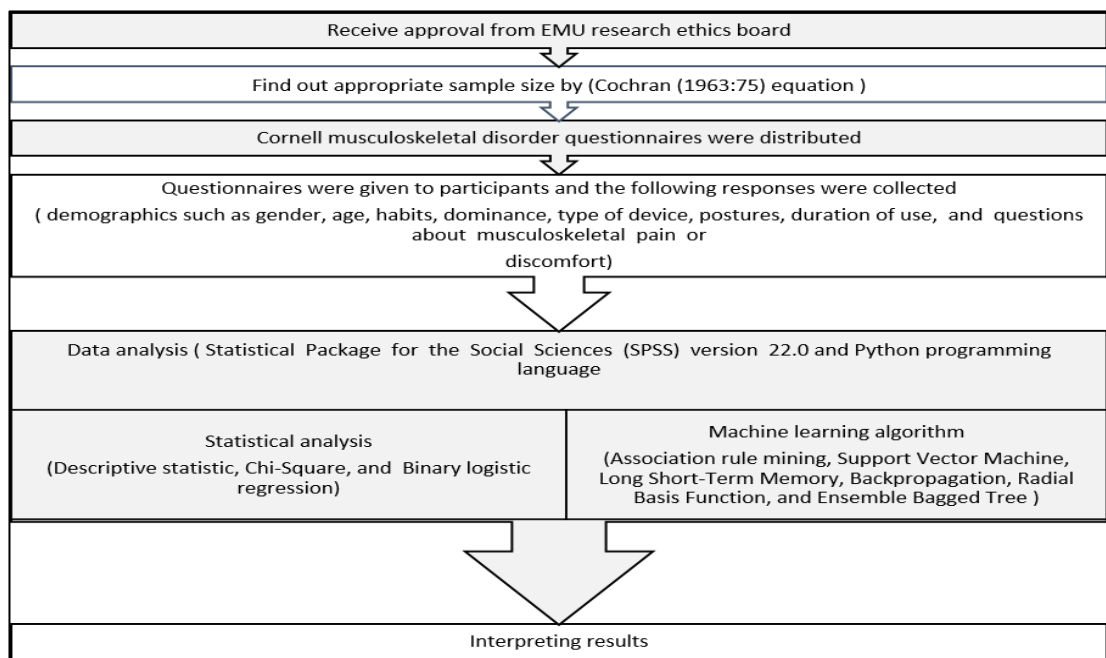 Receive approval from EMU research ethics board
Find out appropriate sample size by (Cochran (1963:75) equation )
Cornell musculoskeletal disorder questionnaires were distributed
Questionnaires were given to participants and the following responses were collected
( demographics such as gender, age, habits, dominance, type of device, postures, duration of use, and questions
about musculoskeletal pain or
discomfort)
Data analysis ( Statistical Package for the Social Sciences (SPSS) version 22.0 and Python programming
language
Statistical analysis
(Descriptive statistic, Chi-Square, and Binary logistic
regression)
Machine learning algorithm
(Association rule mining, Support Vector Machine,
Long Short-Term Memory, Backpropagation, Radial
Basis Function, and Ensemble Bagged Tree )
Interpreting results